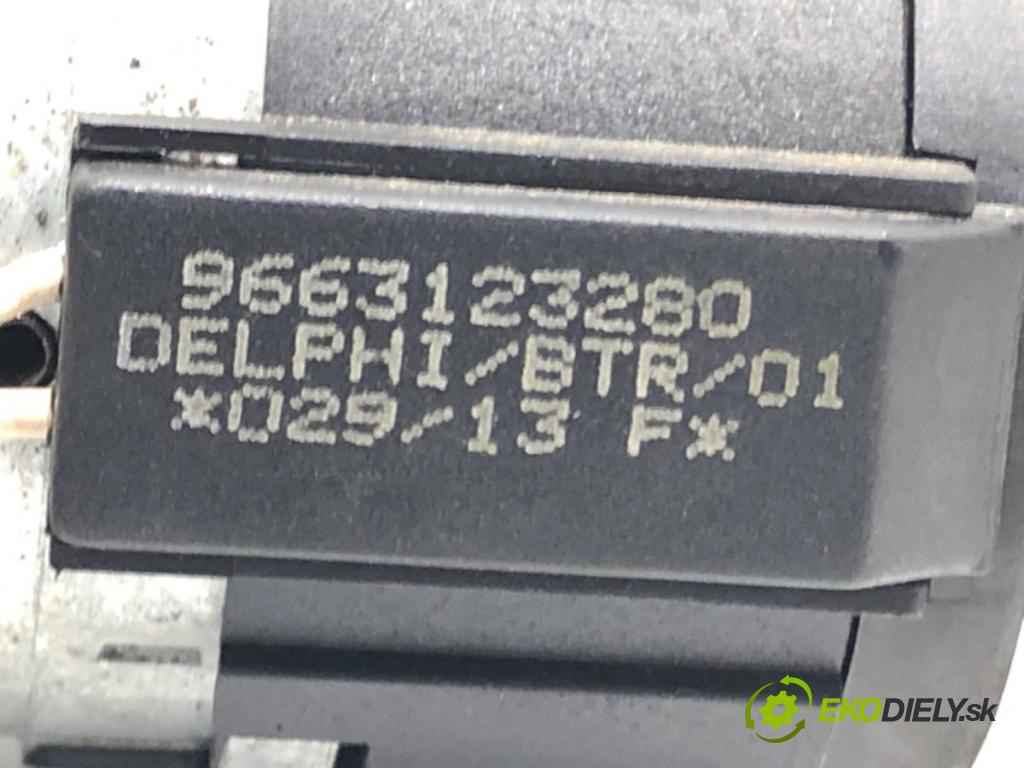 9663123280
DELPHI/BTR/01
*029/13 F*
EKODIELY.sk